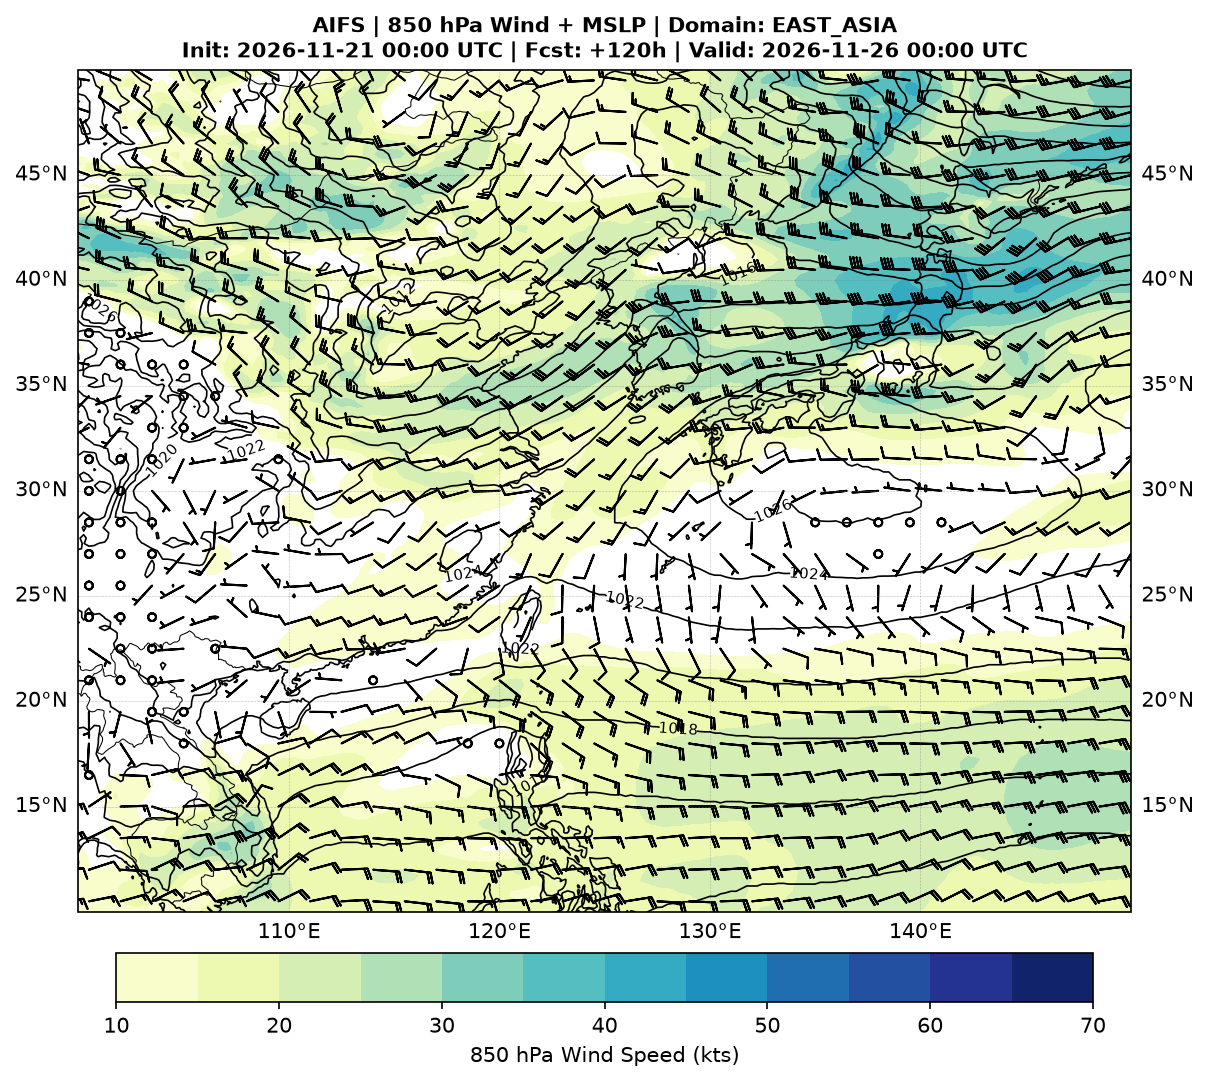 AIFS | 850 hPa Wind + MSLP | Domain: EAST_ASIA
Init: 2026-11-21 00:00 UTC | Fcst: +120h | Valid: 2026-11-26 00:00 UTC
45°N
45°N
1016
40°N
40°N
1012
35°N
35°N
1022
1020
30°N
30°N
1026
1024
1024
25°N
25°N
1022
1022
20°N
20°N
1018
15°N
15°N
110°E
120°E
130°E
140°E
10
20
30
40
50
60
70
850 hPa Wind Speed (kts)